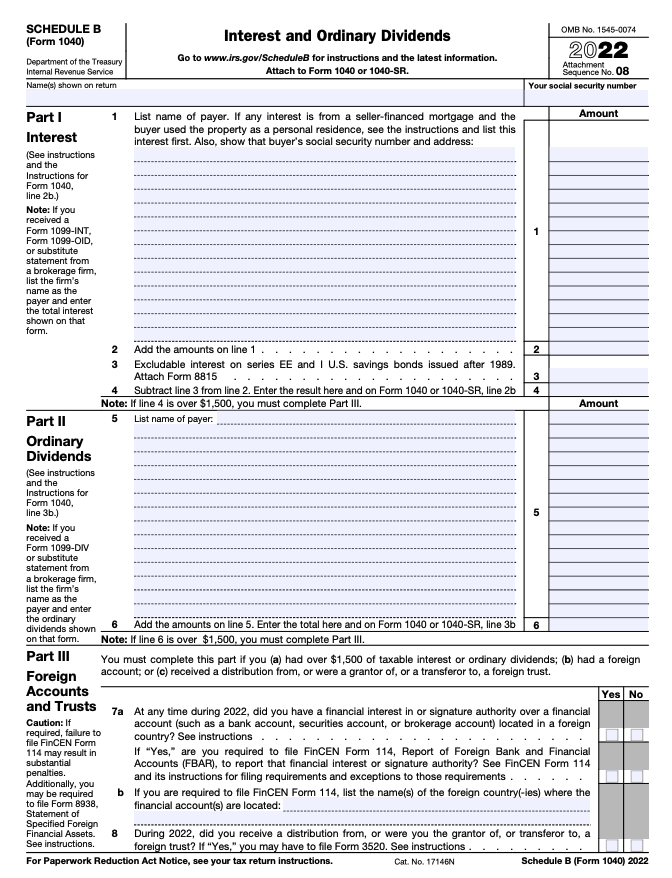 SCHEDULE B
(Form 1040)
Department of the Treasury
Internal Revenue Service
Interest and Ordinary Dividends
Go to www.irs.gov/ScheduleB for instructions and the latest information.
Attach to Form 1040 or 1040-SR.
OMB No. 1545-0074
2022
Attachment
Sequence No. 08
Name(s) shown on return
Your social security number
Part I
Interest
(See instructions
and the
Instructions for
Form 1040,
line 2b.)
Note: If you
received a
Form 1099-INT,
Form 1099-OID,
or substitute
statement from
a brokerage firm,
list the firm's
name as the
payer and enter
the total interest
shown on that
form.
1 List name of payer. If any interest is from a seller-financed mortgage and the
buyer used the property as a personal residence, see the instructions and list this
interest first. Also, show that buyer's social security number and address:
Amount
1
2 Add the amounts on line 1 . . . . . . . . . . . . . . . . . . . 2
3 Excludable interest on series EE and I U.S. savings bonds issued after 1989.
Attach Form 8815 . . . . . . . . . . . . . . . . . . . . . 3
4 Subtract line 3 from line 2. Enter the result here and on Form 1040 or 1040-SR, line 2b 4
Note: If line 4 is over $1,500, you must complete Part III.
Amount
Part II
Ordinary
Dividends
(See instructions
and the
Instructions for
Form 1040,
line 3b.)
Note: If you
received a
Form 1099-DIV
or substitute
statement from
a brokerage firm,
list the firm's
name as the
payer and enter
the ordinary
dividends shown
on that form.
5 List name of payer:
5
6 Add the amounts on line 5. Enter the total here and on Form 1040 or 1040-SR, line 3b 6
Note: If line 6 is over $1,500, you must complete Part III.
Part III
Foreign
Accounts
and Trusts
Caution: If
required, failure to
file FinCEN Form
114 may result in
substantial
penalties.
Additionally, you
may be required
to file Form 8938,
Statement of
Specified Foreign
Financial Assets.
See instructions.
You must complete this part if you (a) had over $1,500 of taxable interest or ordinary dividends; (b) had a foreign
account; or (c) received a distribution from, or were a grantor of, or a transferor to, a foreign trust.
Yes No
7a At any time during 2022, did you have a financial interest in or signature authority over a financial
account (such as a bank account, securities account, or brokerage account) located in a foreign
country? See instructions . . . . . . . . . . . . . . . . . . . . . . . .
If "Yes," are you required to file FinCEN Form 114, Report of Foreign Bank and Financial
Accounts (FBAR), to report that financial interest or signature authority? See FinCEN Form 114
and its instructions for filing requirements and exceptions to those requirements . . . . . .
b If you are required to file FinCEN Form 114, list the name(s) of the foreign country(-ies) where the
financial account(s) are located:
8 During 2022, did you receive a distribution from, or were you the grantor of, or transferor to, a
foreign trust? If "Yes," you may have to file Form 3520. See instructions . . . . . . . . .
For Paperwork Reduction Act Notice, see your tax return instructions.
Cat. No. 17146N
Schedule B (Form 1040) 2022